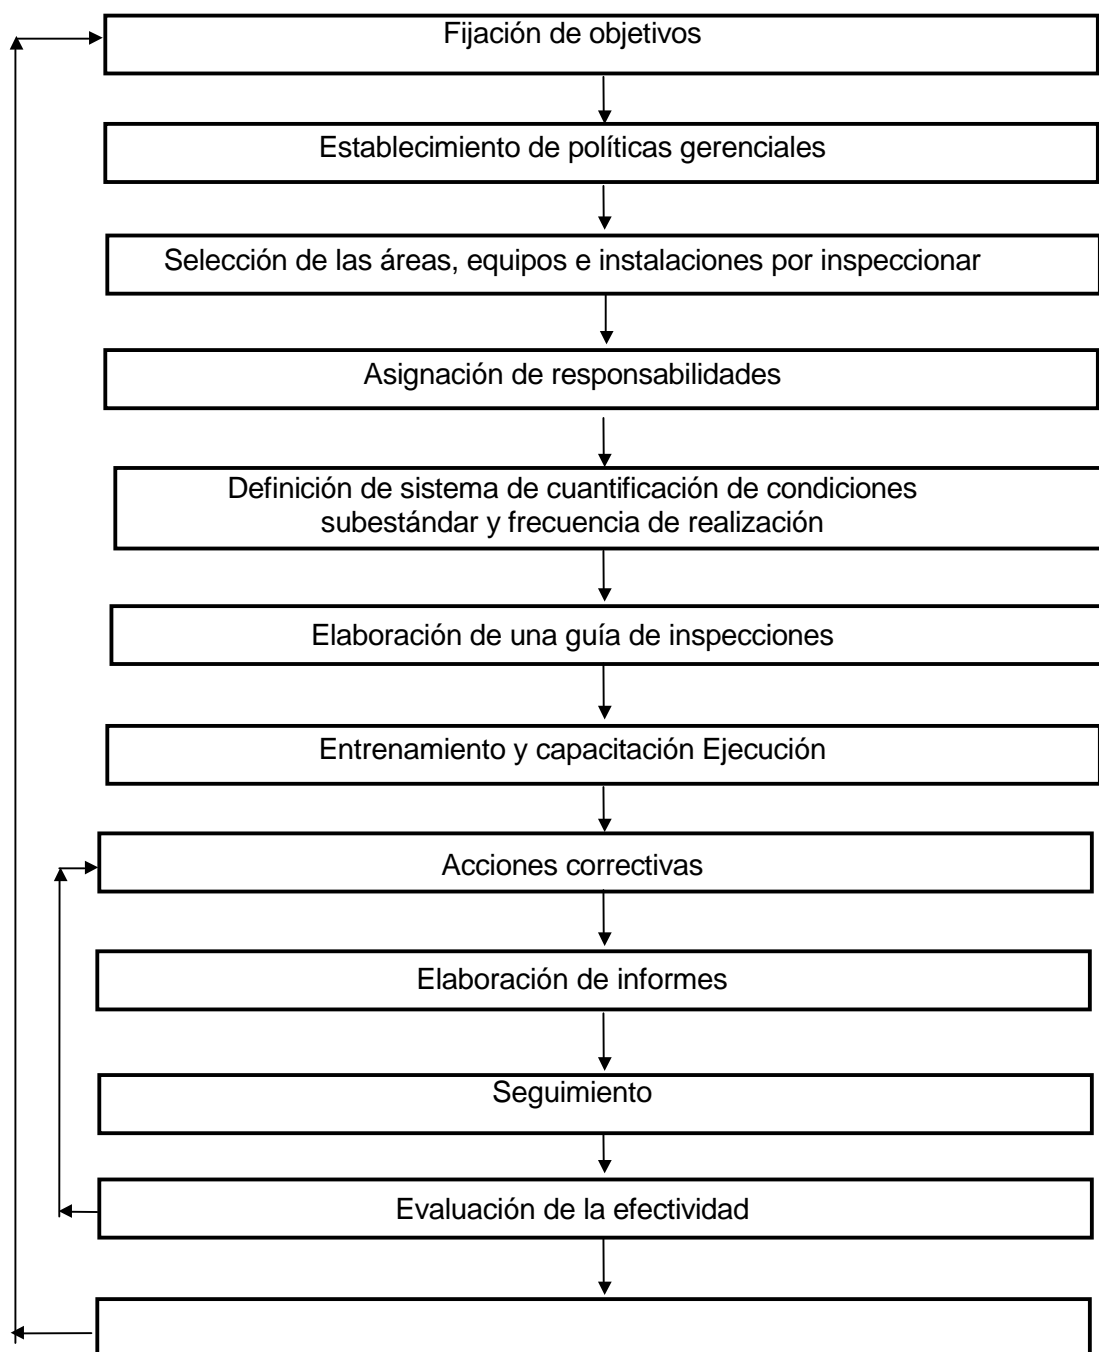 Fijación de objetivos
Establecimiento de políticas gerenciales
Selección de las áreas, equipos e instalaciones por inspeccionar
Asignación de responsabilidades
Definición de sistema de cuantificación de condiciones
subestándar y frecuencia de realización
Elaboración de una guía de inspecciones
Entrenamiento y capacitación Ejecución
Acciones correctivas
Elaboración de informes
Seguimiento
Evaluación de la efectividad